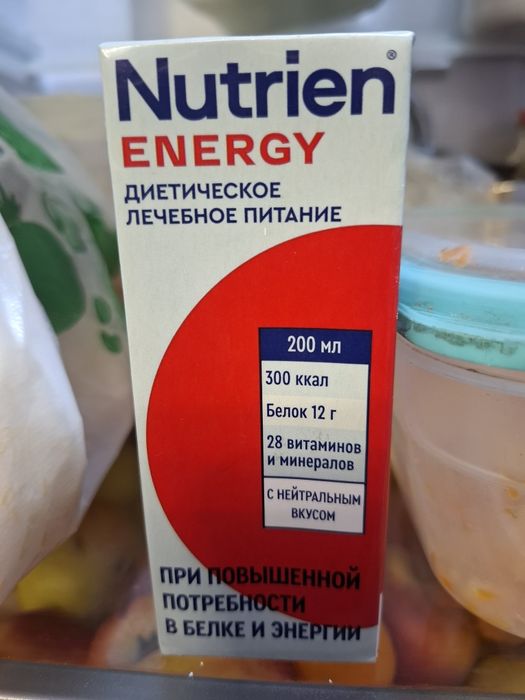 Nutrien®
ENERGY
ДИЕТИЧЕСКОЕ
ЛЕЧЕБНОЕ ПИТАНИЕ
200 мл
300 ккал
Белок 12 г
28 витаминов
и минералов
С НЕЙТРАЛЬНЫМ
ВКУСОМ
ПРИ ПОВЫШЕННОЙ
ПОТРЕБНОСТИ
В БЕЛКЕ И ЭНЕРГИИ